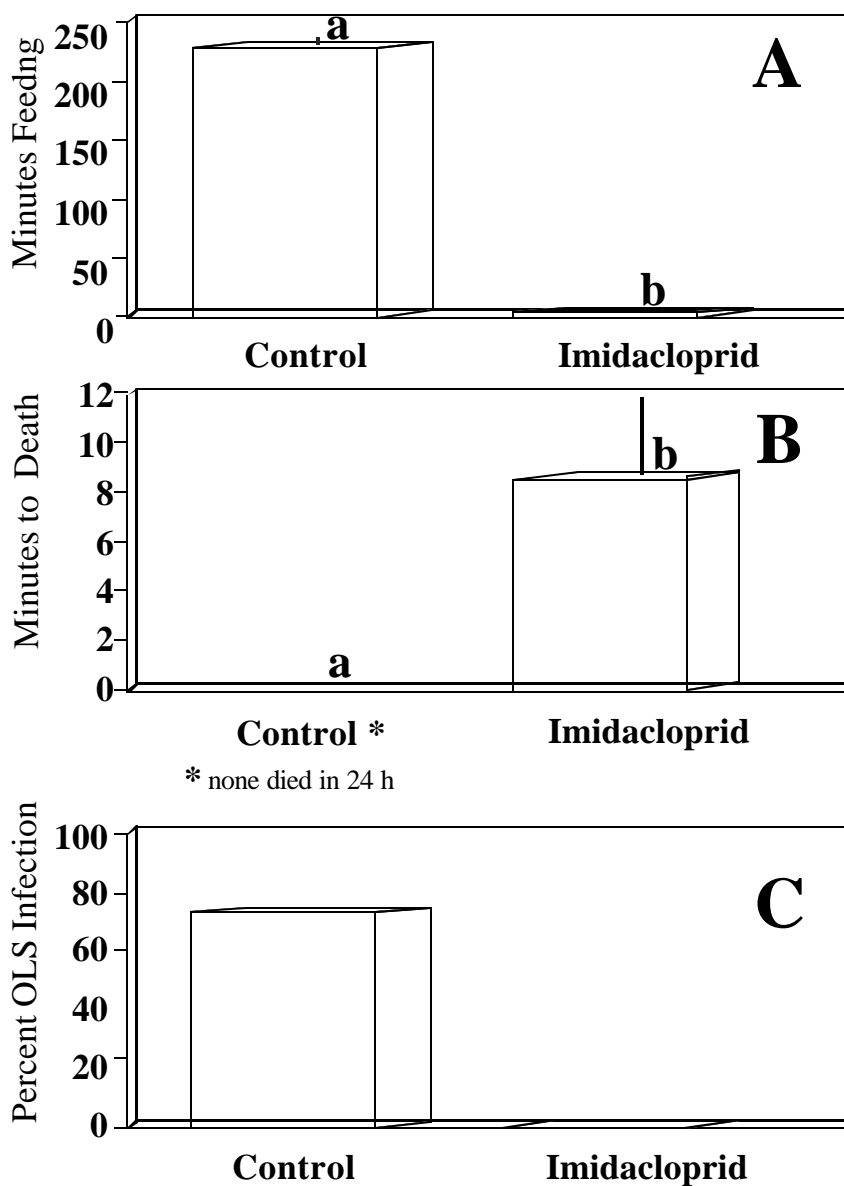 Minutes Feedng
250
200
150
100
50
0
a
b
A
Control Imidacloprid
Minutes to Death
12
10
8
6
4
2
0
a
b
B
Control * Imidacloprid
* none died in 24 h
Percent OLS Infection
100
80
60
40
20
0
C
Control Imidacloprid